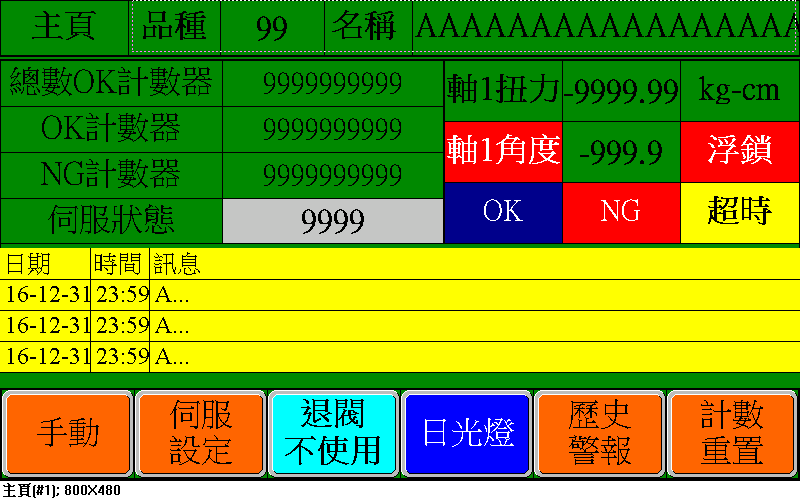 主頁 品種 99 名稱 AAAAAAAAAAAAAAAAA
總數OK計數器 9999999999 軸1扭力 -9999.99 kg-cm
OK計數器 9999999999 軸1角度 -999.9 浮鎖
NG計數器 9999999999
伺服狀態 9999 OK NG 超時
日期 時間 訊息
16-12-31 23:59 A...
16-12-31 23:59 A...
16-12-31 23:59 A...
手動 伺服設定 退閥不使用 日光燈 歷史警報 計數重置
主頁(#1); 800X480